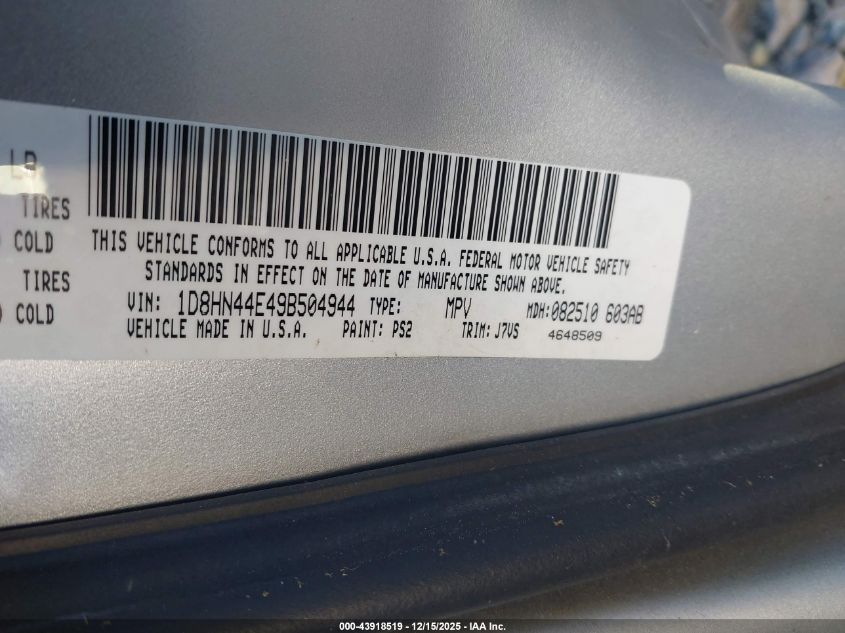 LD
TIRES
COLD
TIRES
COLD
THIS VEHICLE CONFORMS TO ALL APPLICABLE U.S.A. FEDERAL MOTOR VEHICLE SAFETY
STANDARDS IN EFFECT ON THE DATE OF MANUFACTURE SHOWN ABOVE.
VIN: 1D8HN44E49B504944 TYPE: MPV MDH:082510 603AB
VEHICLE MADE IN U.S.A. PAINT: PS2 TRIM: J7VS 4648509
000-43918519 - 12/15/2025 - IAA Inc.